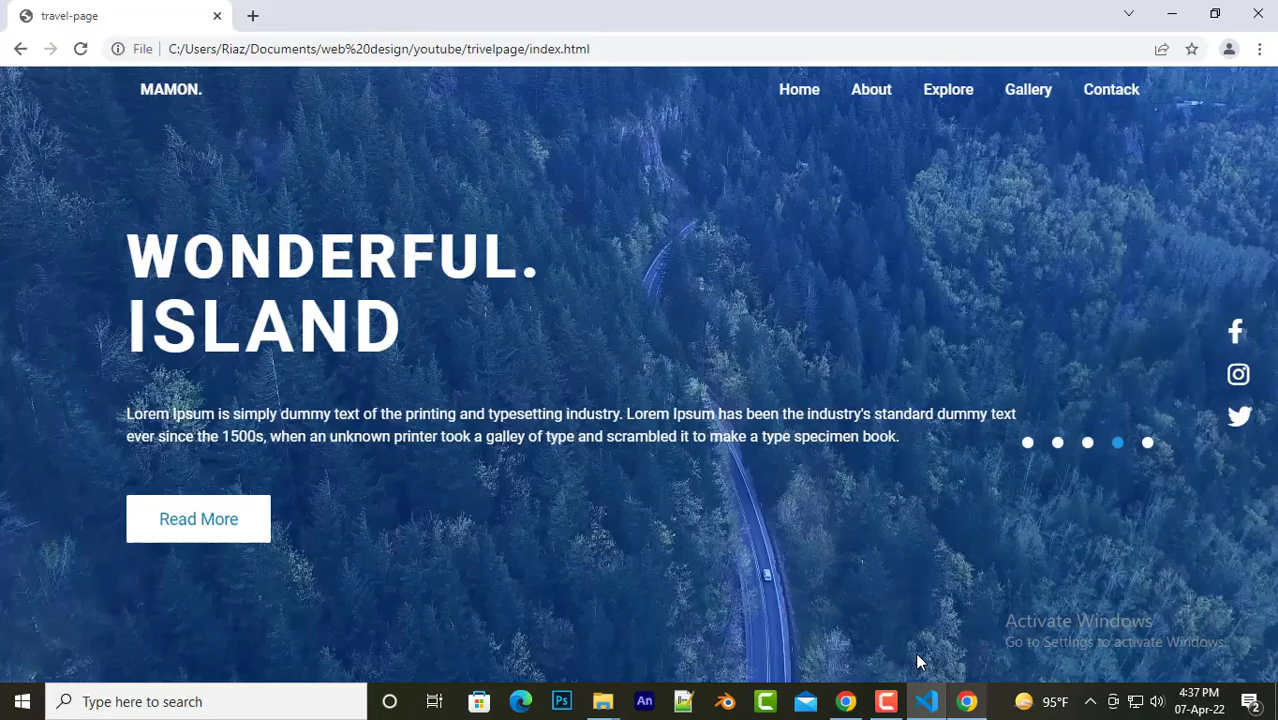 travel-page
File
C:/Users/Riaz/Documents/web%20design/youtube/trivelpage/index.html
MAMON.
Home About Explore Gallery Contack
WONDERFUL.
ISLAND
Lorem Ipsum is simply dummy text of the printing and typesetting industry. Lorem Ipsum has been the industry's standard dummy text
ever since the 1500s, when an unknown printer took a galley of type and scrambled it to make a type specimen book.
Read More
Activate Windows
Go to Settings to activate Windows.
Type here to search
Ps
An
C
C
95°F
4:37 PM
07-Apr-22
2